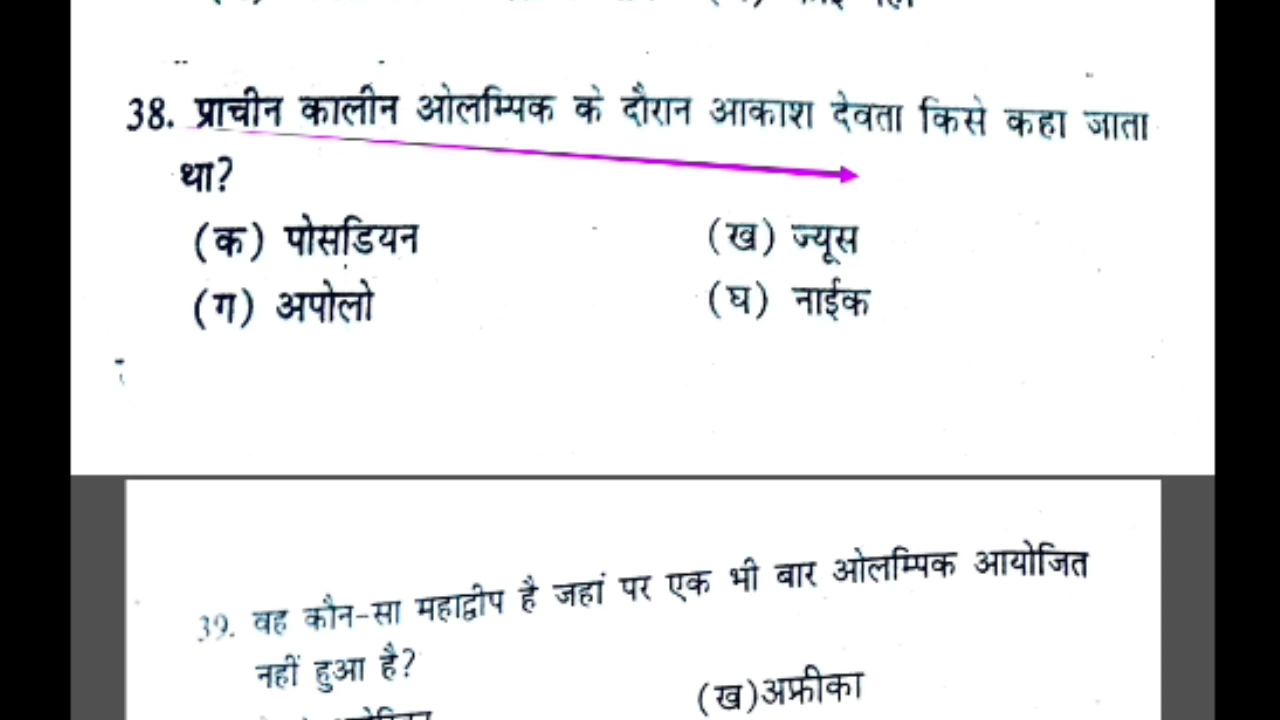 38. प्राचीन कालीन ओलम्पिक के दौरान आकाश देवता किसे कहा जाता
था?
(क) पोसडियन (ख) ज्यूस
(ग) अपोलो (घ) नाईक
39. वह कौन-सा महाद्वीप है जहां पर एक भी बार ओलम्पिक आयोजित
नहीं हुआ है?
(ख)अफ्रीका